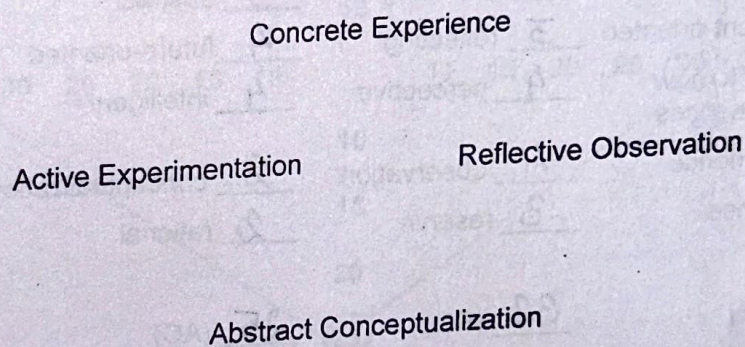 Concrete Experience
Active Experimentation
Reflective Observation
Abstract Conceptualization